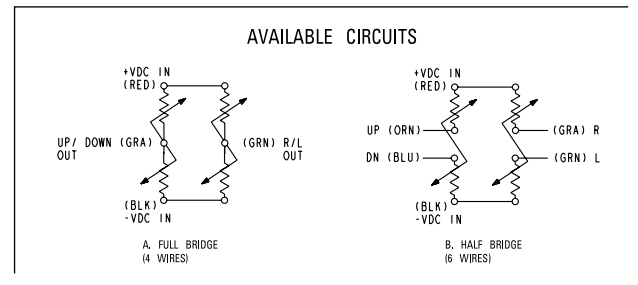 AVAILABLE CIRCUITS
+VDC IN
(RED)
UP/ DOWN (GRA)
OUT
(GRN) R/L
OUT
(BLK)
-VDC IN
A. FULL BRIDGE
(4 WIRES)
+VDC IN
(RED)
UP (ORN)
(GRA) R
DN (BLU)
(GRN) L
(BLK)
-VDC IN
B. HALF BRIDGE
(6 WIRES)